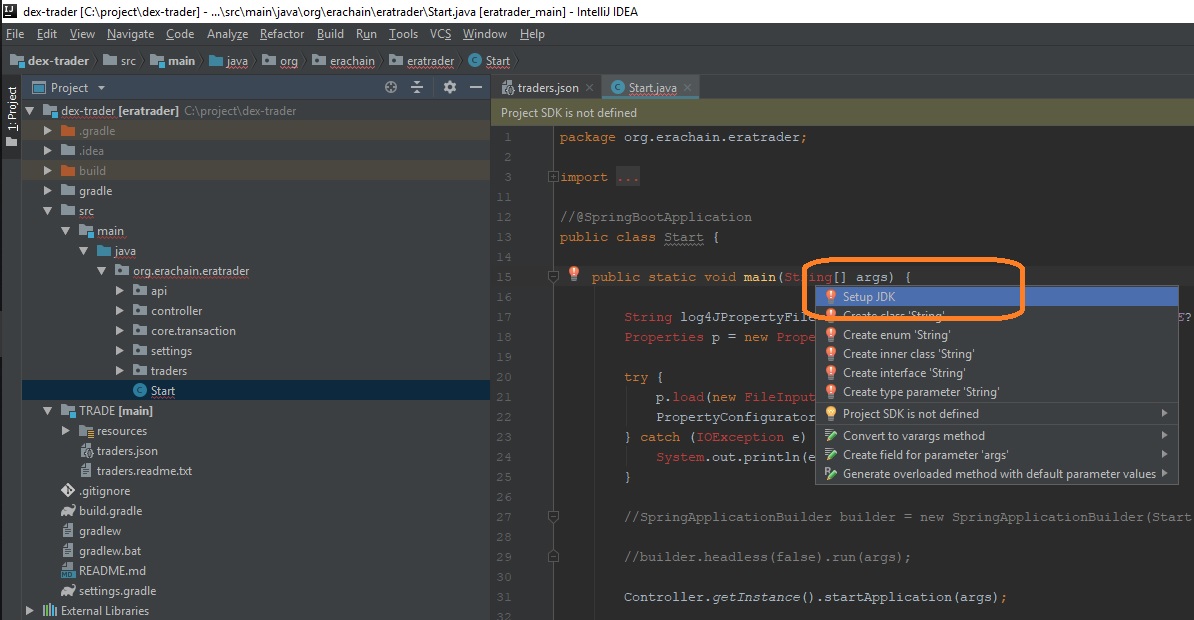 dex-trader [C:\project\dex-trader] - ...\src\main\java\org\erachain\eratrader\Start.java [eratrader_main] - IntelliJ IDEA
File Edit View Navigate Code Analyze Refactor Build Run Tools VCS Window Help
dex-trader src main java org erachain eratrader Start
1: Project
Project
traders.json Start.java
Project SDK is not defined
dex-trader [eratrader] C:\project\dex-trader
.gradle
.idea
build
gradle
src
main
java
org.erachain.eratrader
api
controller
core.transaction
settings
traders
Start
TRADE [main]
resources
traders.json
traders.readme.txt
.gitignore
build.gradle
gradlew
gradlew.bat
README.md
settings.gradle
External Libraries
1 package org.erachain.eratrader;
2
3 import ...
11
12 //@SpringBootApplication
13 public class Start {
14
15 public static void main(String[] args) {
16
17 String log4JPropertyFil E?
18 Properties p = new Prope
19
20 try {
21 p.load(new FileInput
22 PropertyConfigurator
23 } catch (IOException e)
24 System.out.println(e
25 }
26
27 //SpringApplicationBuilder builder = new SpringApplicationBuilder(Start
28
29 //builder.headless(false).run(args);
30
31 Controller.getInstance().startApplication(args);
32
Setup JDK
Create class 'String'
Create enum 'String'
Create inner class 'String'
Create interface 'String'
Create type parameter 'String'
Project SDK is not defined
Convert to varargs method
Create field for parameter 'args'
Generate overloaded method with default parameter values